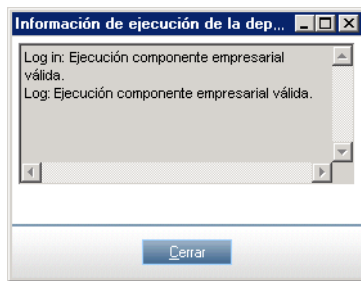 Información de ejecución de la dep...
Log in: Ejecución componente empresarial
válida.
Log: Ejecución componente empresarial válida.
Cerrar